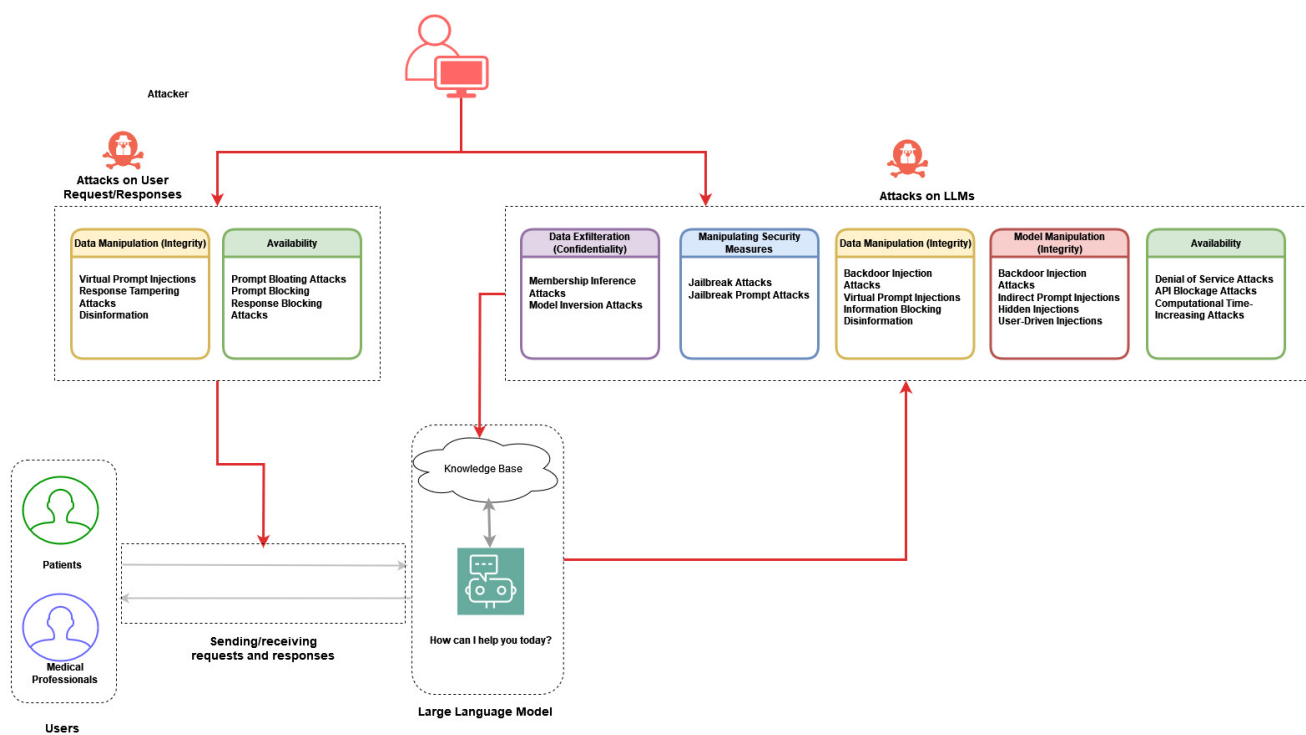 Attacker
Attacks on User
Request/Responses
Attacks on LLMs
Data Manipulation (Integrity)
Virtual Prompt Injections
Response Tampering
Attacks
Disinformation
Availability
Prompt Bloating Attacks
Prompt Blocking
Response Blocking
Attacks
Data Exfilteration
(Confidentiality)
Membership Inference
Attacks
Model Inversion Attacks
Manipulating Security
Measures
Jailbreak Attacks
Jailbreak Prompt Attacks
Data Manipulation (Integrity)
Backdoor Injection
Attacks
Virtual Prompt Injections
Information Blocking
Disinformation
Model Manipulation
(Integrity)
Backdoor Injection
Attacks
Indirect Prompt Injections
Hidden Injections
User-Driven Injections
Availability
Denial of Service Attacks
API Blockage Attacks
Computational Time-
Increasing Attacks
Knowledge Base
Patients
Medical
Professionals
Users
Sending/receiving
requests and responses
How can I help you today?
Large Language Model